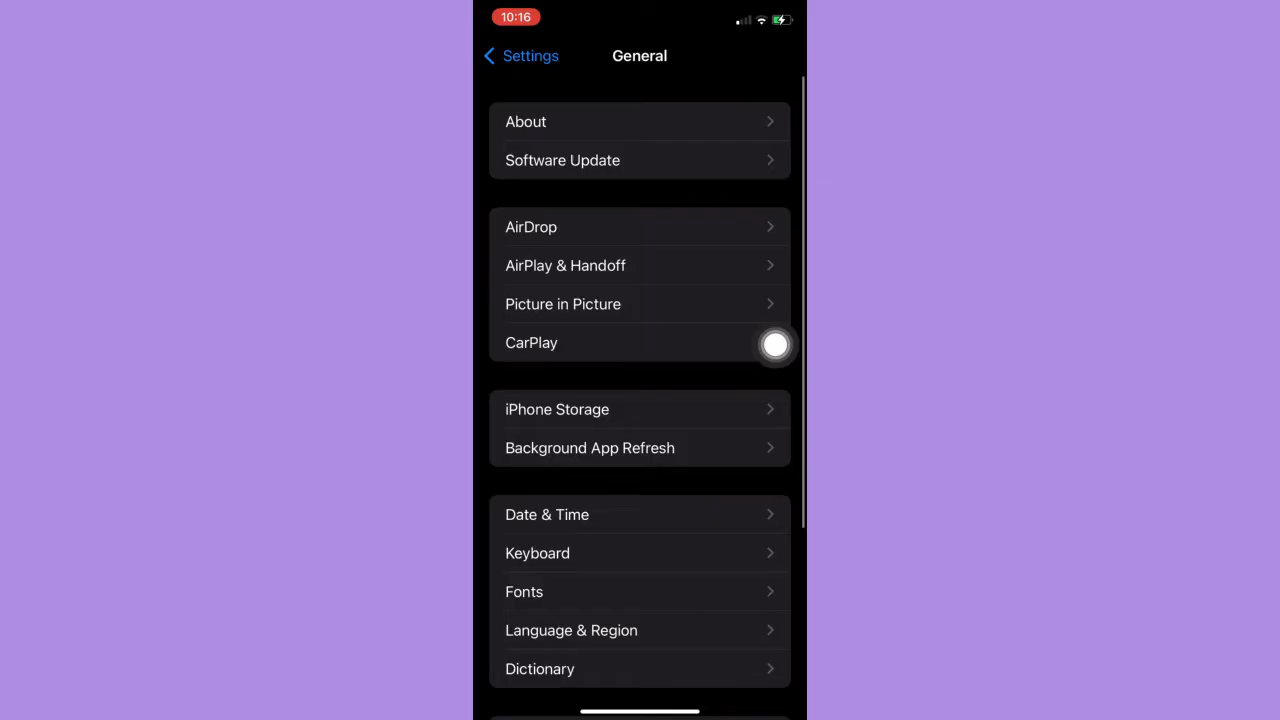 10:16
Settings
General
About
Software Update
AirDrop
AirPlay & Handoff
Picture in Picture
CarPlay
iPhone Storage
Background App Refresh
Date & Time
Keyboard
Fonts
Language & Region
Dictionary